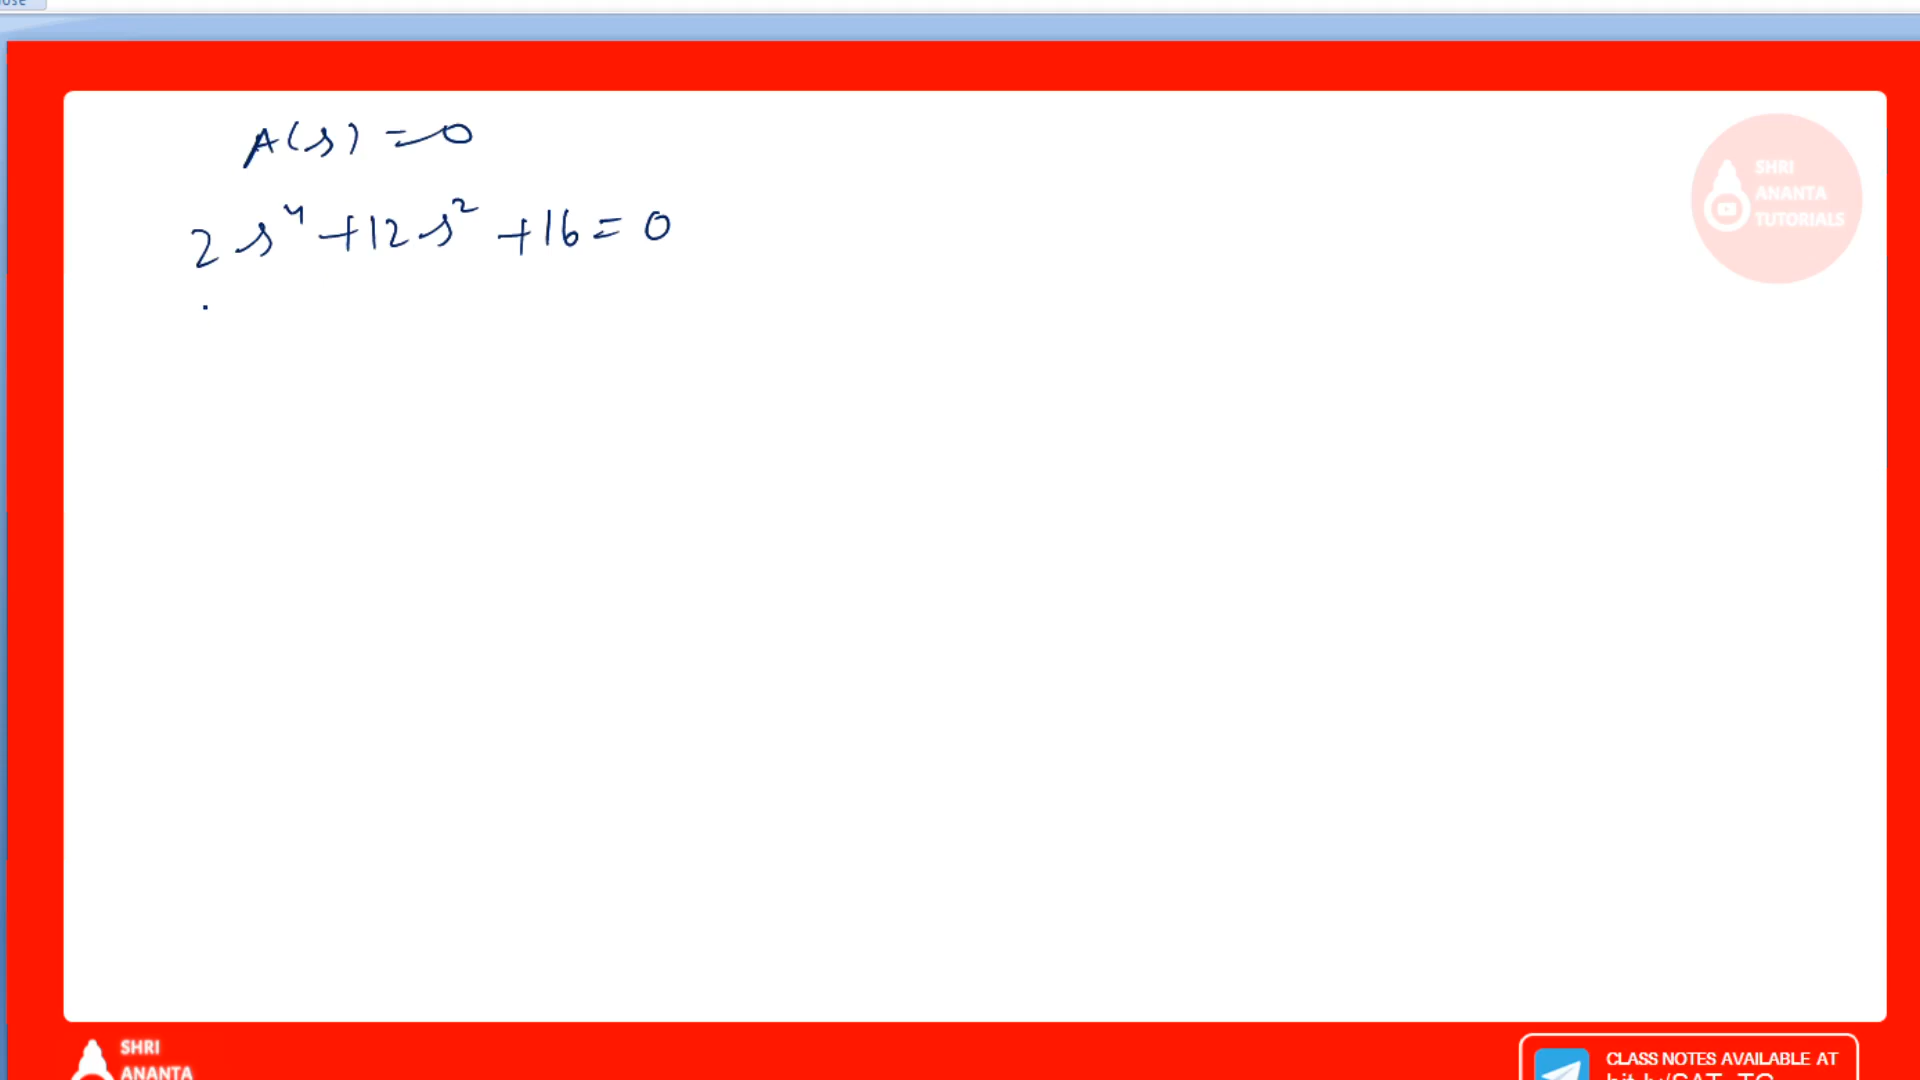 A(s) = 0
2s⁴ + 12s² + 16 = 0
SHRI
ANANTA
TUTORIALS
SHRI
ANANTA
CLASS NOTES AVAILABLE AT